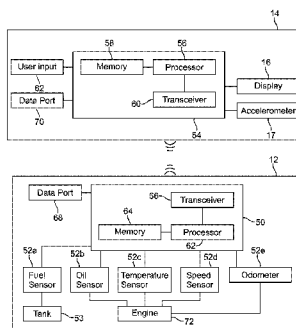 14
58
56
User input
Memory
Processor
16
62
Display
Data Port
Transceiver
Accelerometer
60
70
54
17
12
Data Port
Transceiver
68
64
50
52a
52b
52c
Memory
Processor
52d
52e
62
Fuel Sensor
Oil Sensor
Temperature Sensor
Speed Sensor
Odometer
Tank
53
Engine
72